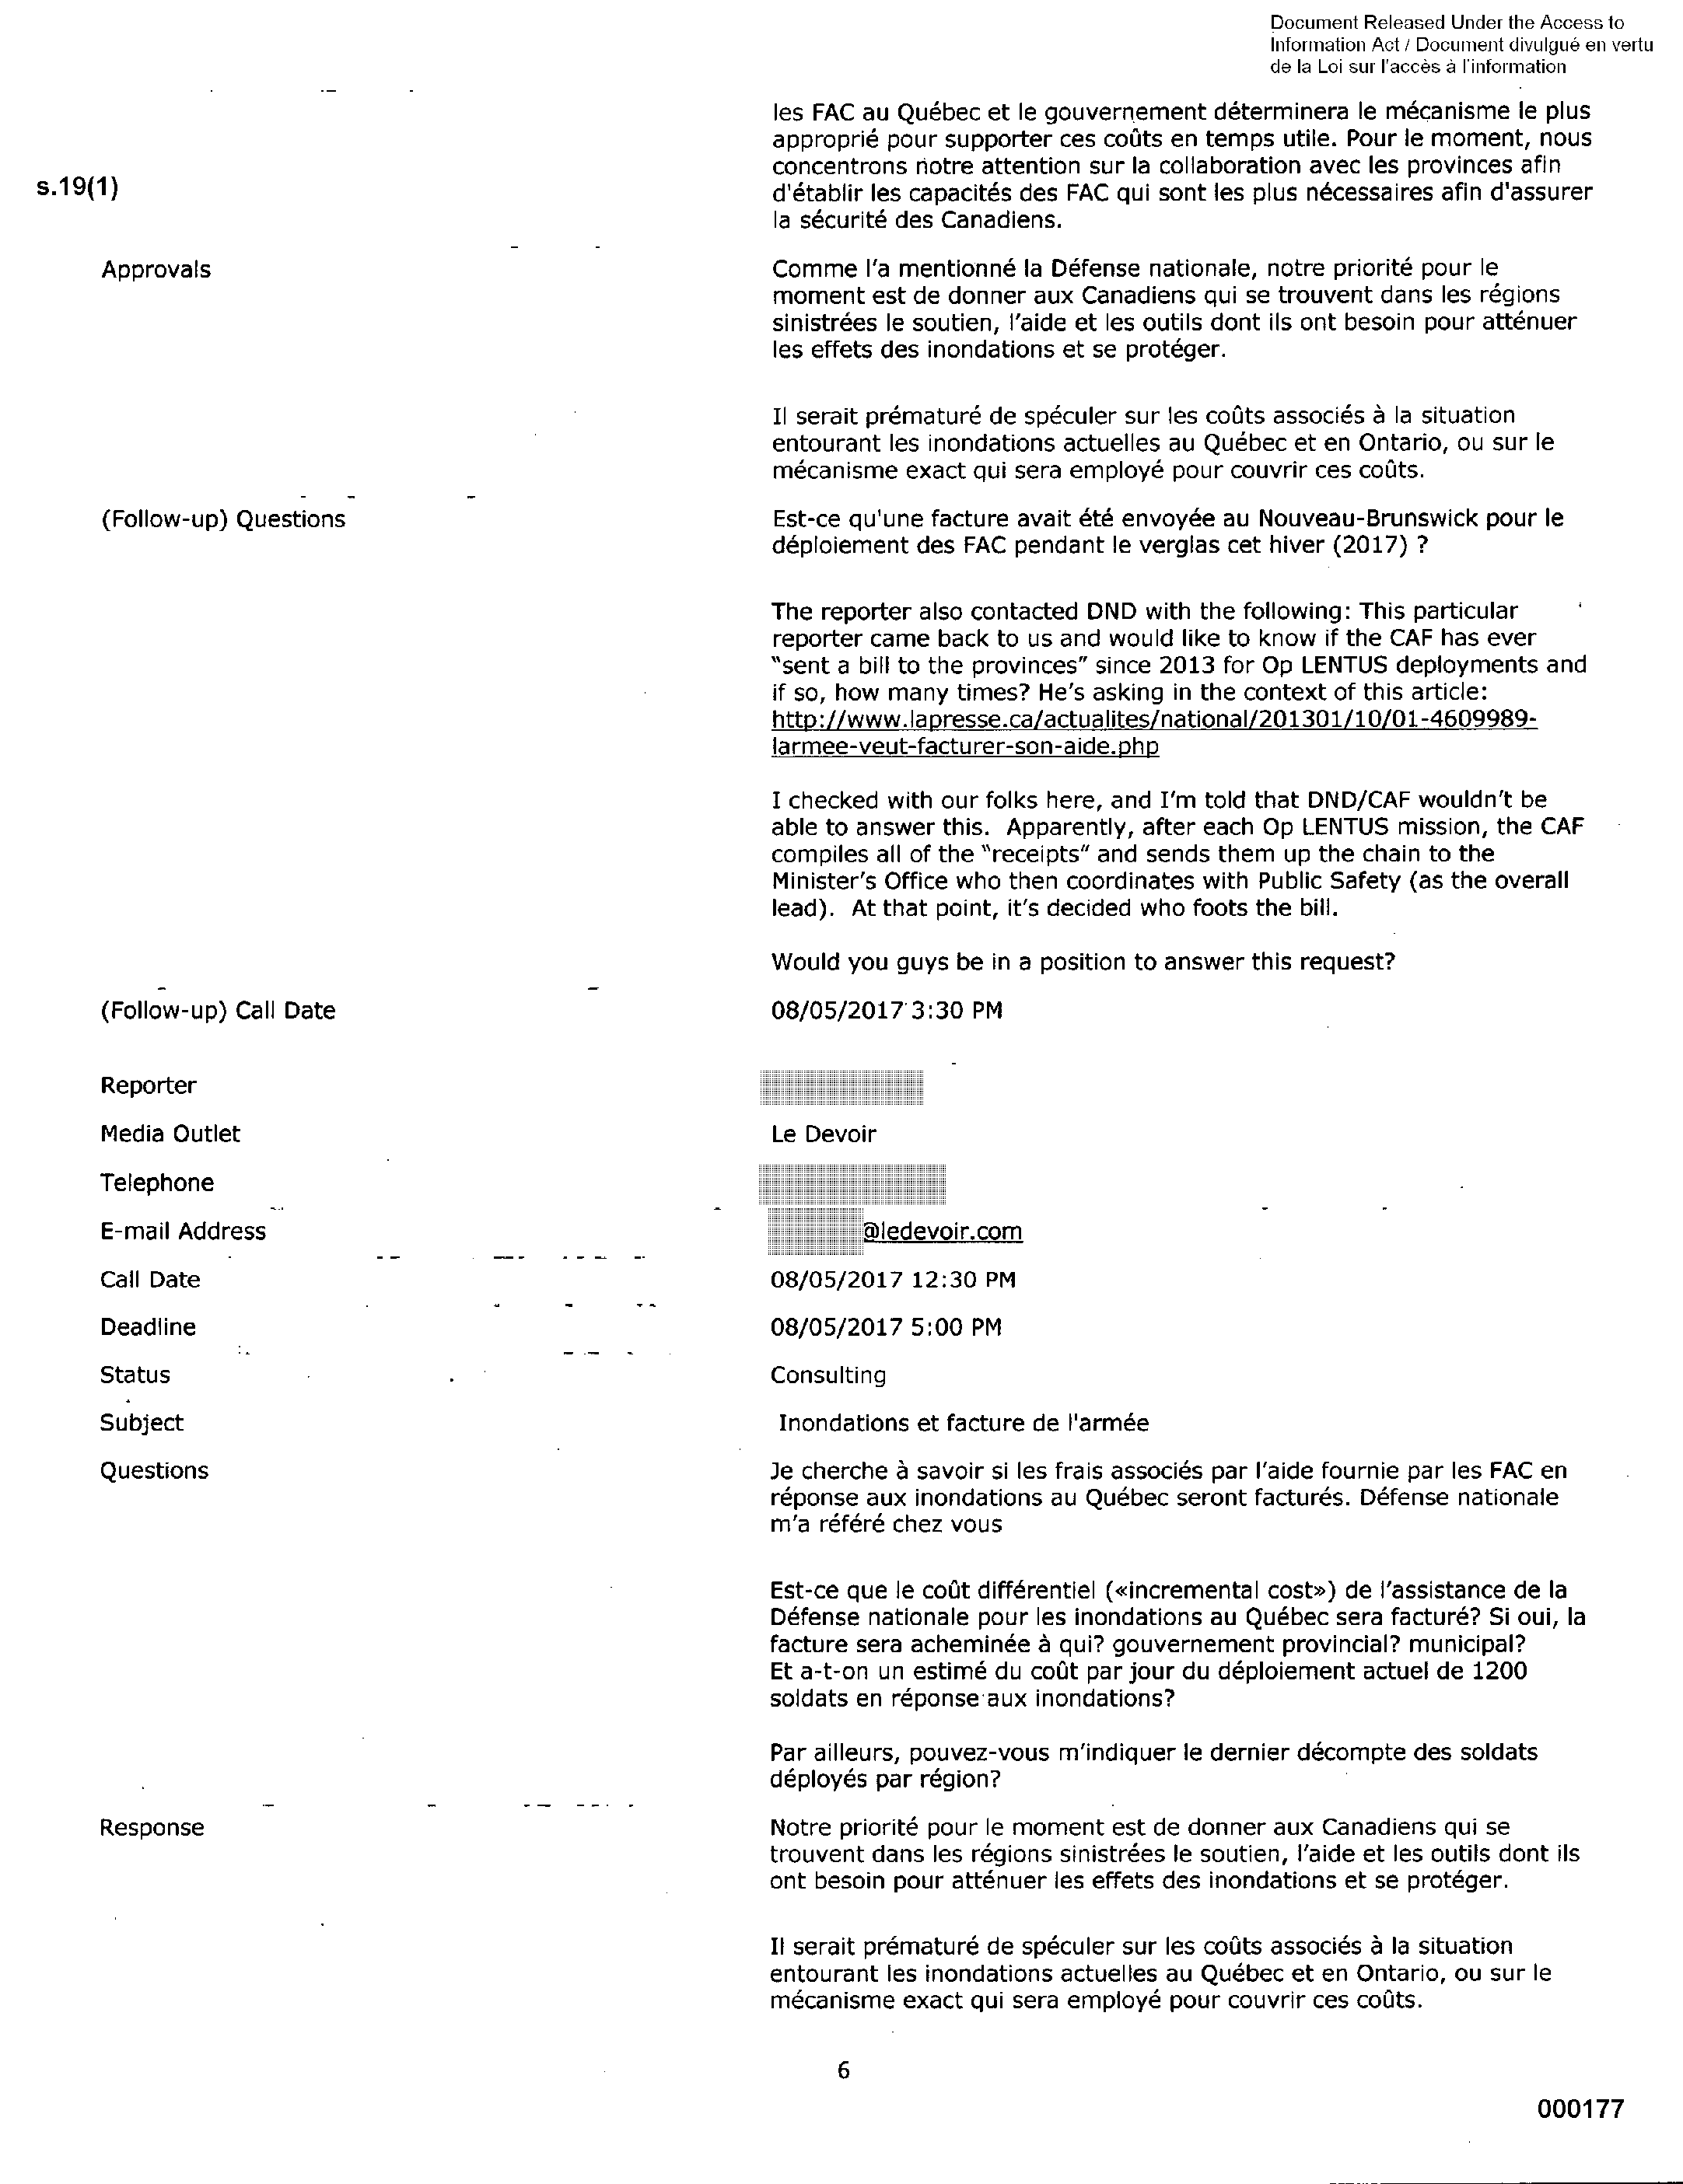 Document Released Under the Access to
Information Act / Document divulgué en vertu
de la Loi sur l'accès à l'information
les FAC au Québec et le gouvernement déterminera le mécanisme le plus
approprié pour supporter ces coûts en temps utile. Pour le moment, nous
concentrons notre attention sur la collaboration avec les provinces afin
s.19(1)
d'établir les capacités des FAC qui sont les plus nécessaires afin d'assurer
la sécurité des Canadiens.
Approvals
Comme l'a mentionné la Défense nationale, notre priorité pour le
moment est de donner aux Canadiens qui se trouvent dans les régions
sinistrées le soutien, l'aide et les outils dont ils ont besoin pour atténuer
les effets des inondations et se protéger.
Il serait prématuré de spéculer sur les coûts associés à la situation
entourant les inondations actuelles au Québec et en Ontario, ou sur le
mécanisme exact qui sera employé pour couvrir ces coûts.
(Follow-up) Questions
Est-ce qu'une facture avait été envoyée au Nouveau-Brunswick pour le
déploiement des FAC pendant le verglas cet hiver (2017) ?
The reporter also contacted DND with the following: This particular
reporter came back to us and would like to know if the CAF has ever
"sent a bill to the provinces" since 2013 for Op LENTUS deployments and
if so, how many times? He's asking in the context of this article:
http://www.lapresse.ca/actualites/national/201301/10/01-4609989-
larmee-veut-facturer-son-aide.php
I checked with our folks here, and I'm told that DND/CAF wouldn't be
able to answer this.  Apparently, after each Op LENTUS mission, the CAF
compiles all of the "receipts" and sends them up the chain to the
Minister's Office who then coordinates with Public Safety (as the overall
lead).  At that point, it's decided who foots the bill.
Would you guys be in a position to answer this request?
(Follow-up) Call Date
08/05/2017 3:30 PM
Reporter
Media Outlet
Le Devoir
Telephone
E-mail Address
@ledevoir.com
Call Date
08/05/2017 12:30 PM
Deadline
08/05/2017 5:00 PM
Status
Consulting
Subject
Inondations et facture de l'armée
Questions
Je cherche à savoir si les frais associés par l'aide fournie par les FAC en
réponse aux inondations au Québec seront facturés. Défense nationale
m'a référé chez vous
Est-ce que le coût différentiel («incremental cost») de l'assistance de la
Défense nationale pour les inondations au Québec sera facturé? Si oui, la
facture sera acheminée à qui? gouvernement provincial? municipal?
Et a-t-on un estimé du coût par jour du déploiement actuel de 1200
soldats en réponse aux inondations?
Par ailleurs, pouvez-vous m'indiquer le dernier décompte des soldats
déployés par région?
Response
Notre priorité pour le moment est de donner aux Canadiens qui se
trouvent dans les régions sinistrées le soutien, l'aide et les outils dont ils
ont besoin pour atténuer les effets des inondations et se protéger.
Il serait prématuré de spéculer sur les coûts associés à la situation
entourant les inondations actuelles au Québec et en Ontario, ou sur le
mécanisme exact qui sera employé pour couvrir ces coûts.
6
000177